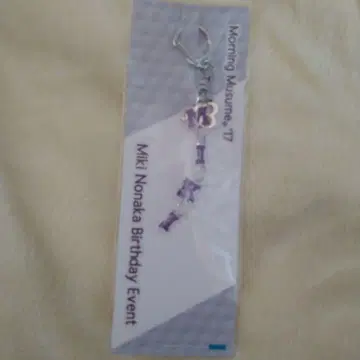 Morning Musume。'17
Miki Nonaka Birthday Event